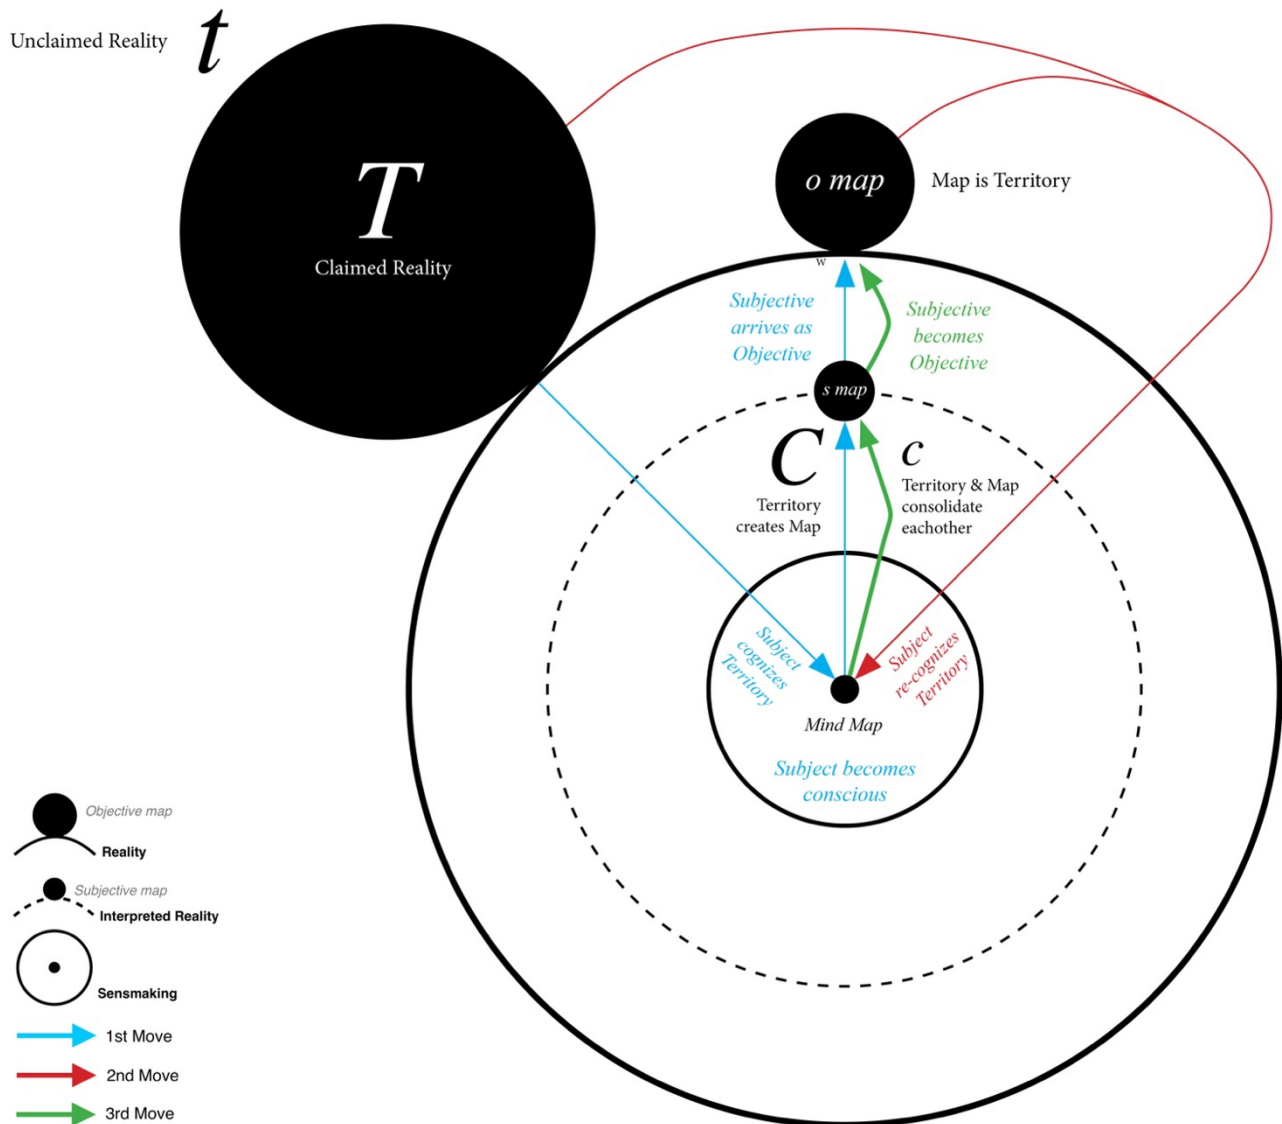 Unclaimed Reality
t
T
Claimed Reality
o map
Map is Territory
w
Subjective
arrives as
Objective
Subjective
becomes
Objective
s map
C
Territory
creates Map
c
Territory & Map
consolidate
eachother
Subject
cognizes
Territory
Subject
re-cognizes
Territory
Mind Map
Subject becomes
conscious
Objective map
Reality
Subjective map
Interpreted Reality
Sensmaking
1st Move
2nd Move
3rd Move